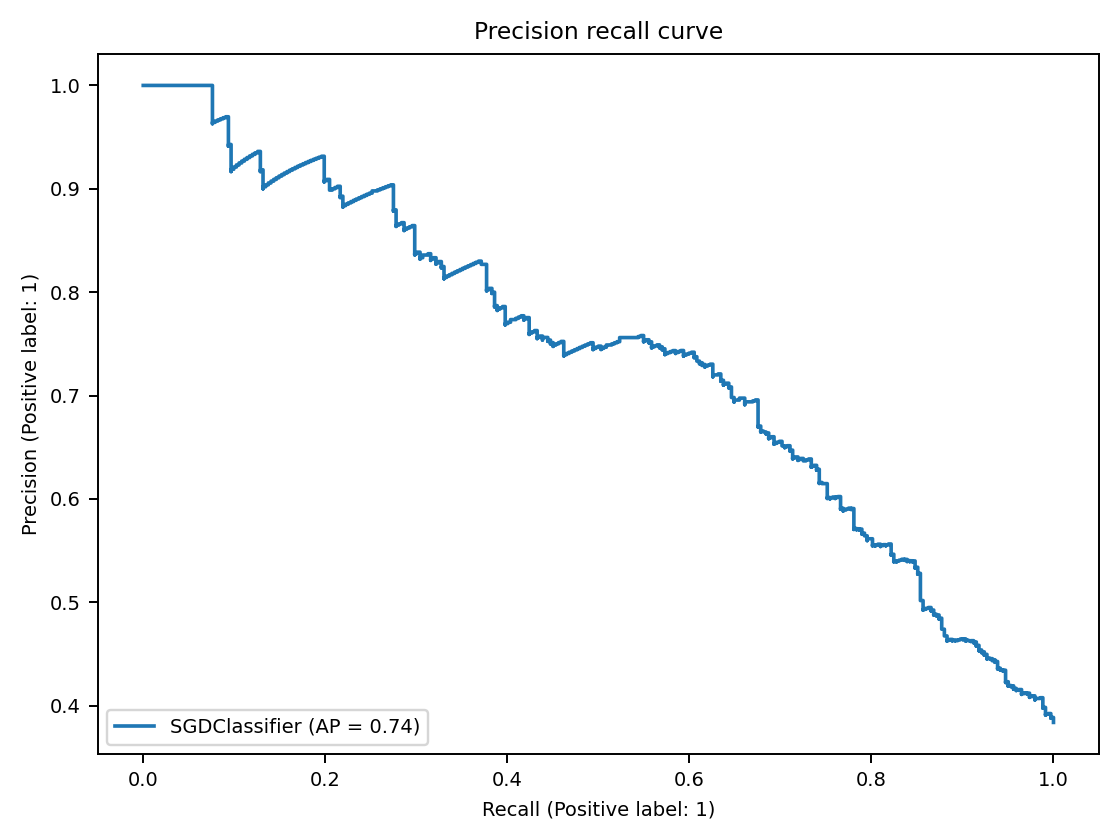 Precision recall curve
Precision (Positive label: 1)
1.0
0.9
0.8
0.7
0.6
0.5
0.4
SGDClassifier (AP = 0.74)
0.0 0.2 0.4 0.6 0.8 1.0
Recall (Positive label: 1)